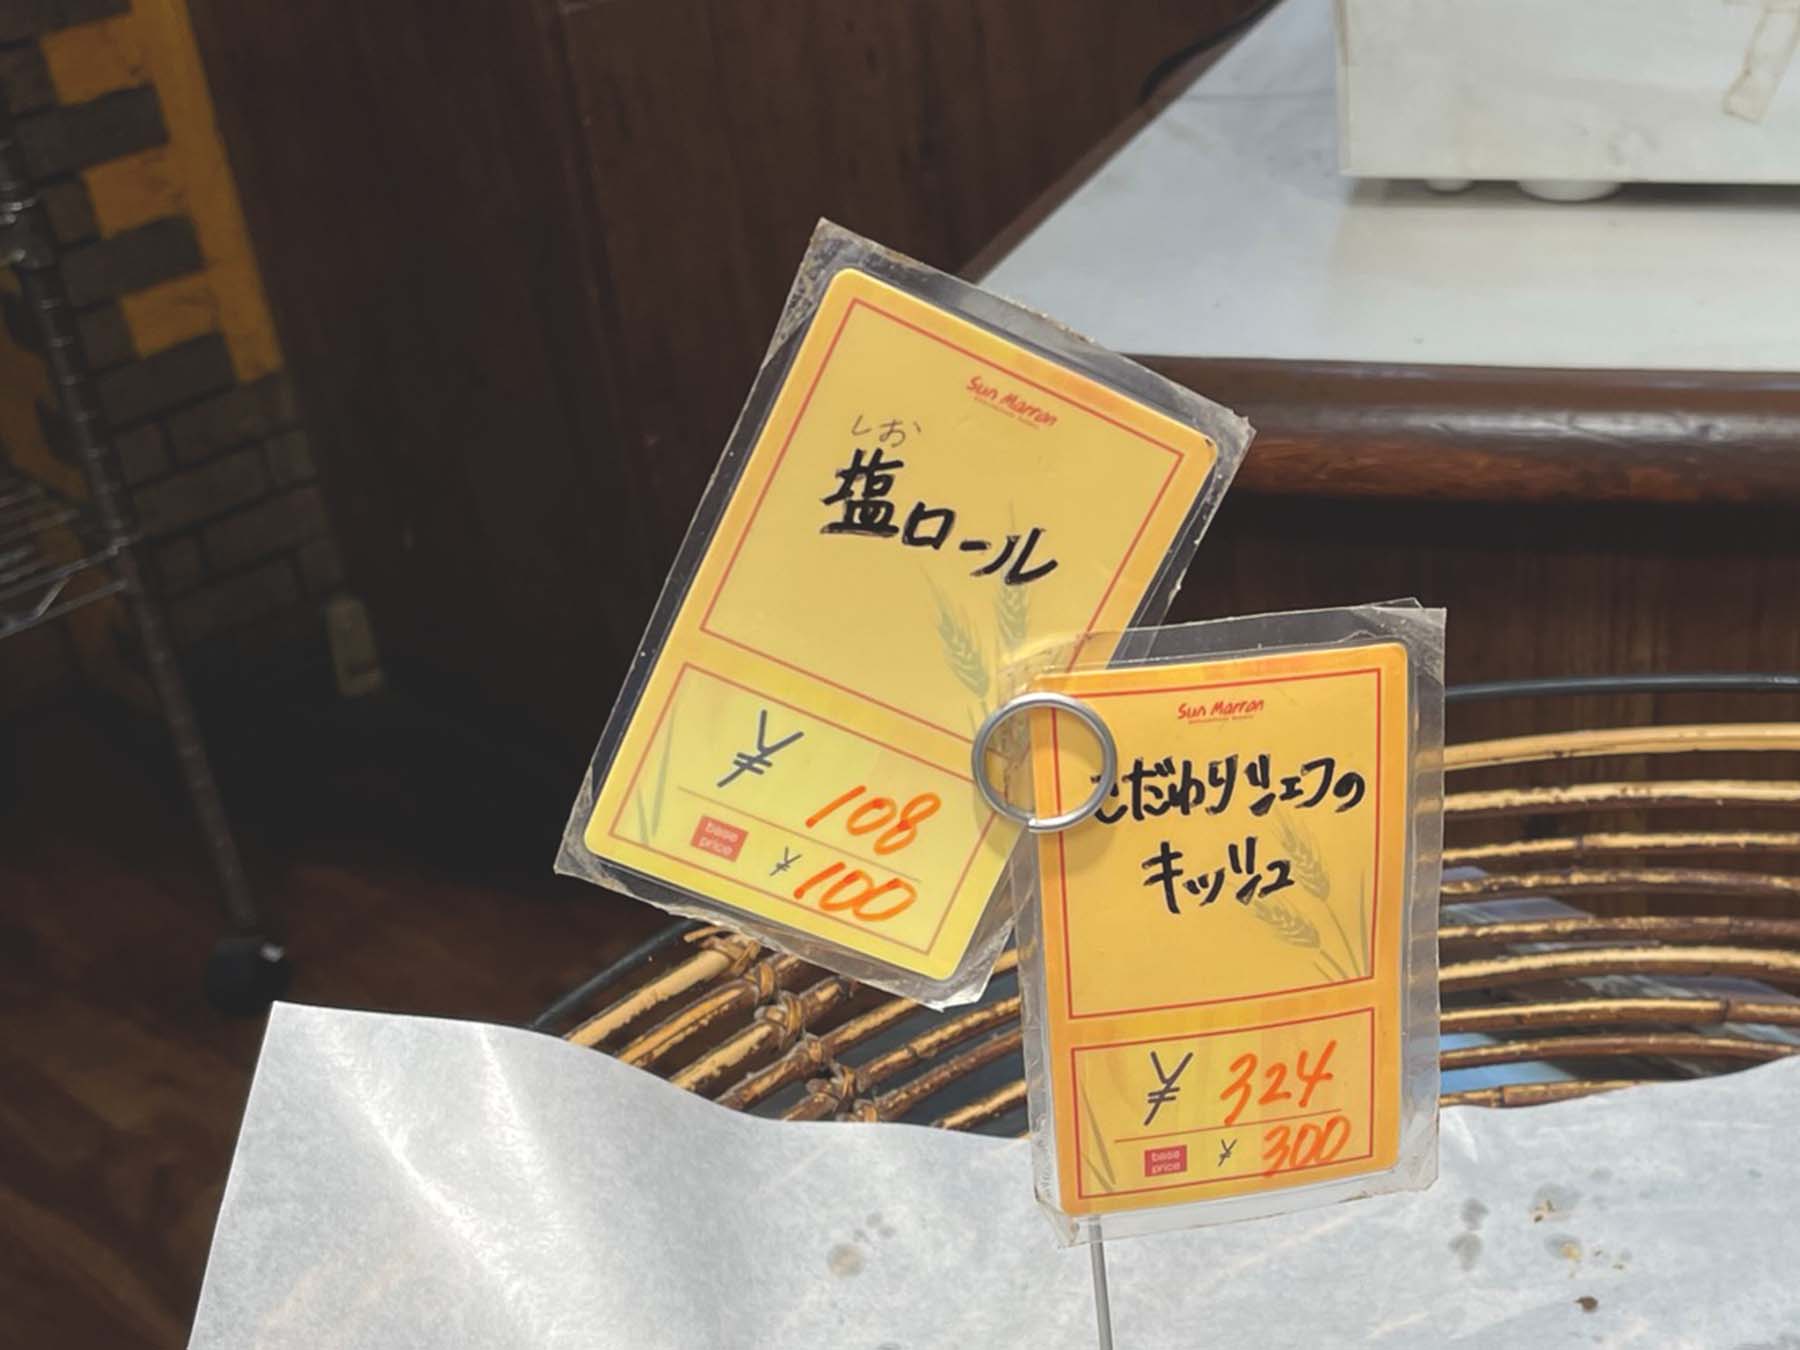 Sun Marron
しお
塩ロール
¥ 108
base price ¥ 100
Sun Marron
こだわりシェフの
キッシュ
¥ 324
base price ¥ 300